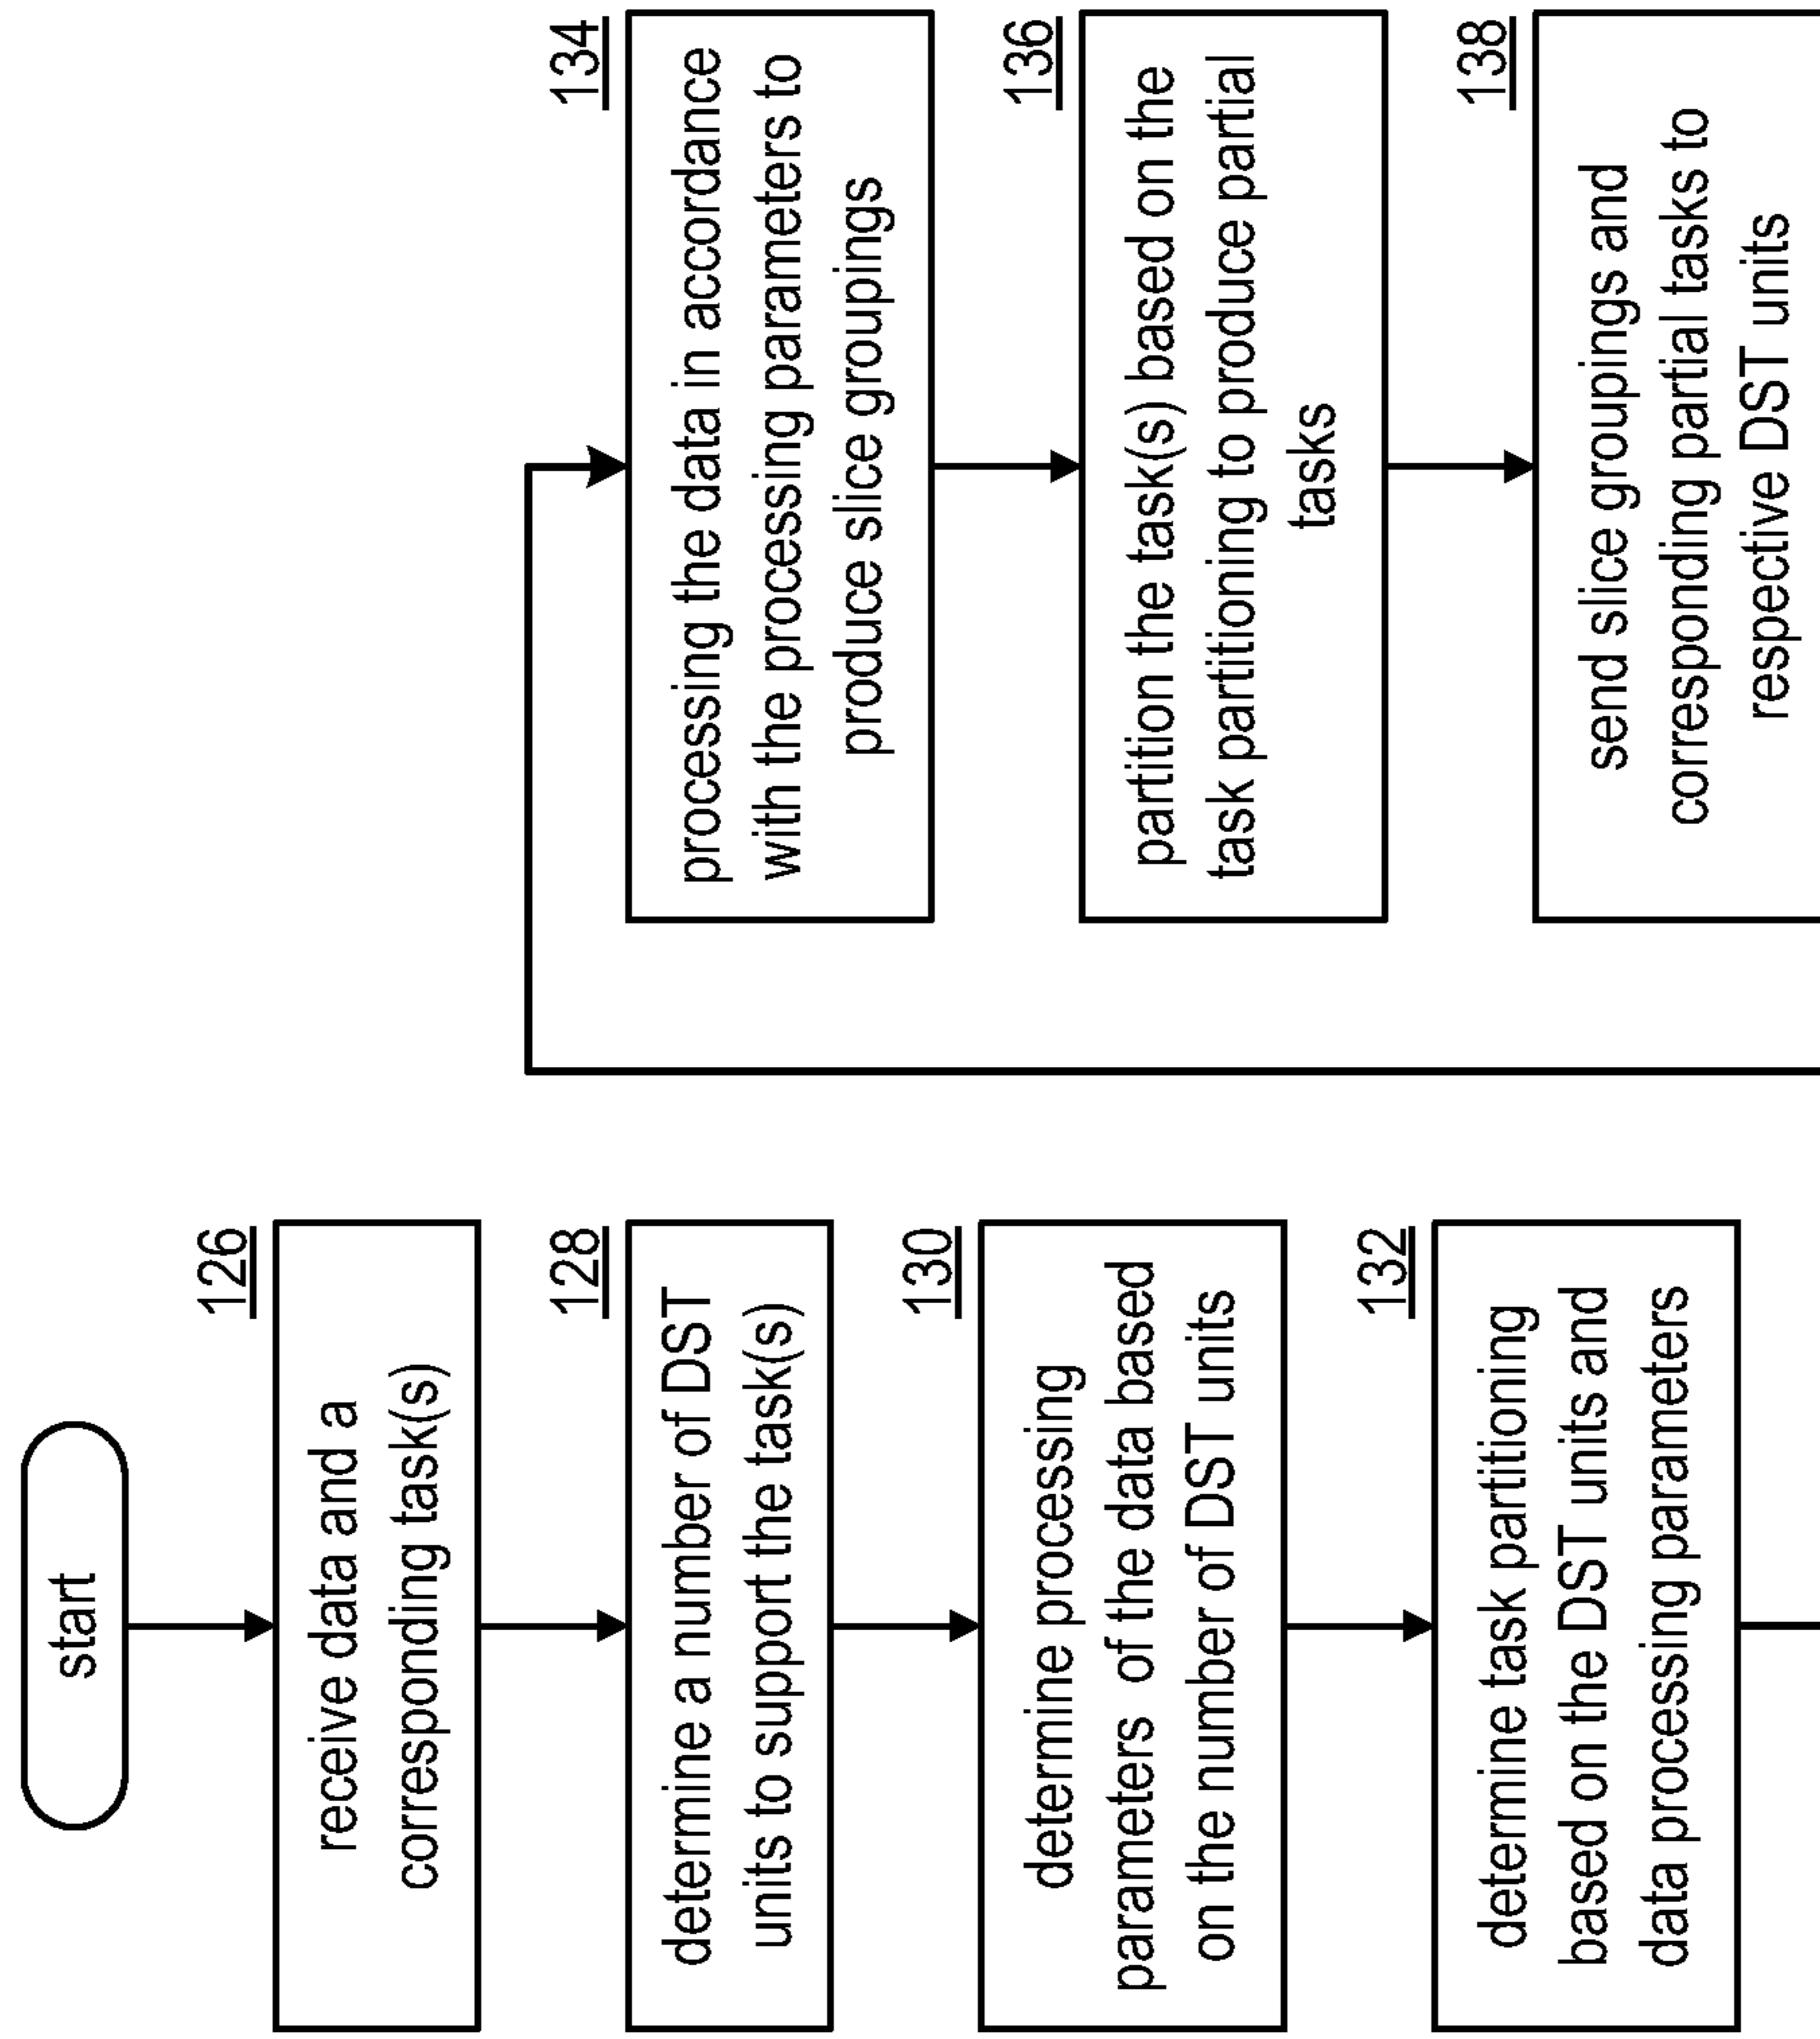 start
126
receive data and a
corresponding task(s)
128
determine a number of DST
units to support the task(s)
130
determine processing
parameters of the data based
on the number of DST units
132
determine task partitioning
based on the DST units and
data processing parameters
134
processing the data in accordance
with the processing parameters to
produce slice groupings
136
partition the task(s) based on the
task partitioning to produce partial
tasks
138
send slice groupings and
corresponding partial tasks to
respective DST units